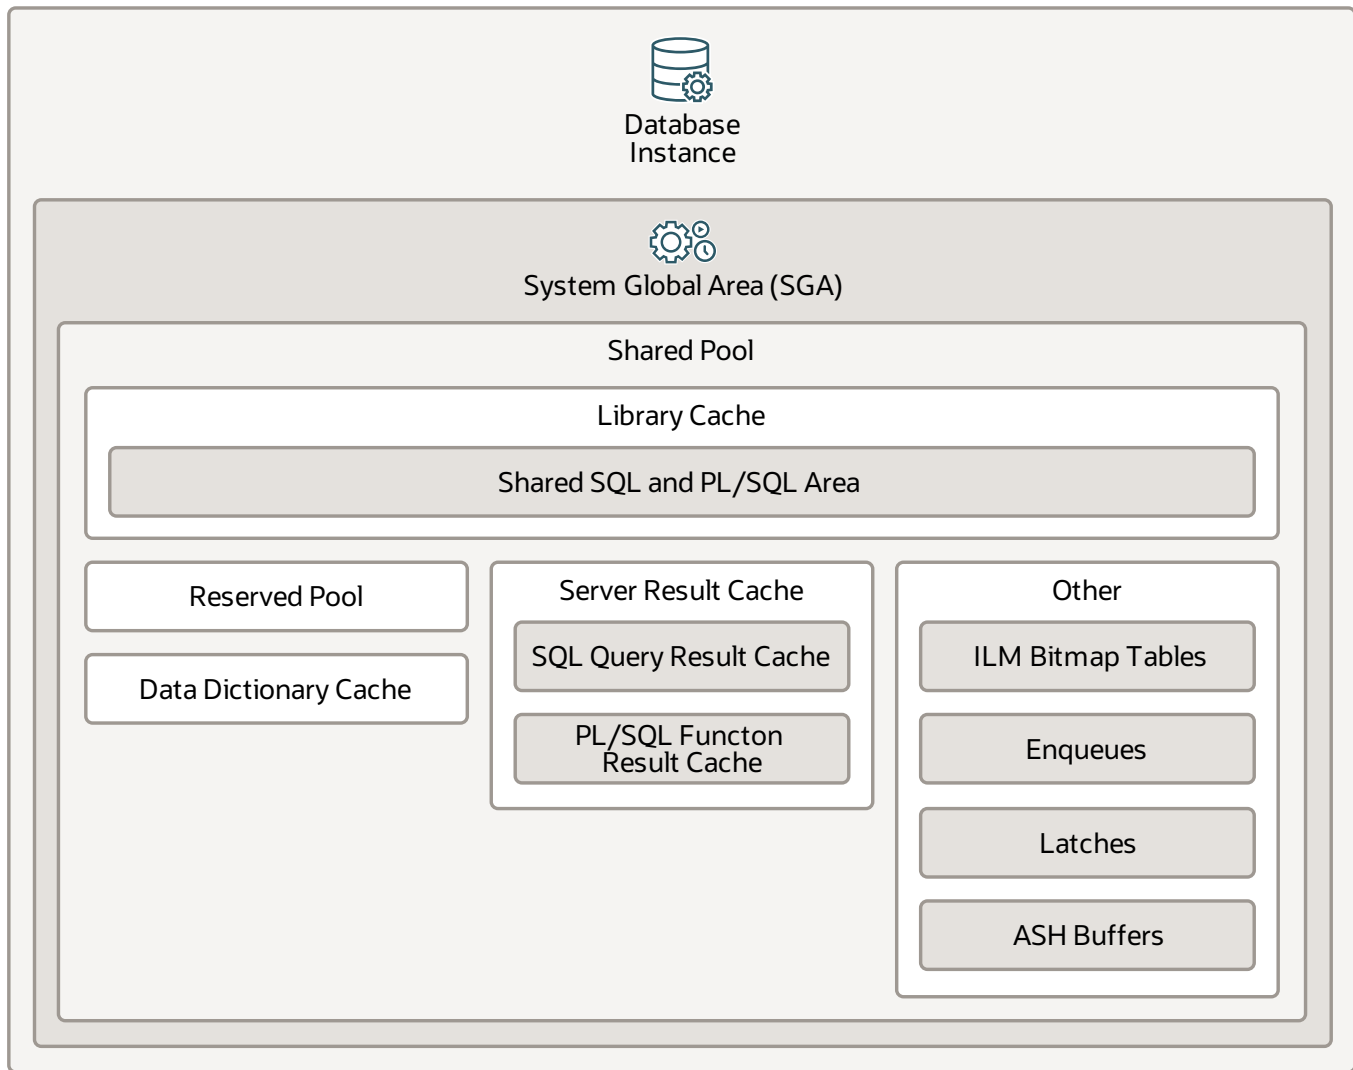 Database
Instance
System Global Area (SGA)
Shared Pool
Library Cache
Shared SQL and PL/SQL Area
Reserved Pool
Data Dictionary Cache
Server Result Cache
SQL Query Result Cache
PL/SQL Functon
Result Cache
Other
ILM Bitmap Tables
Enqueues
Latches
ASH Buffers